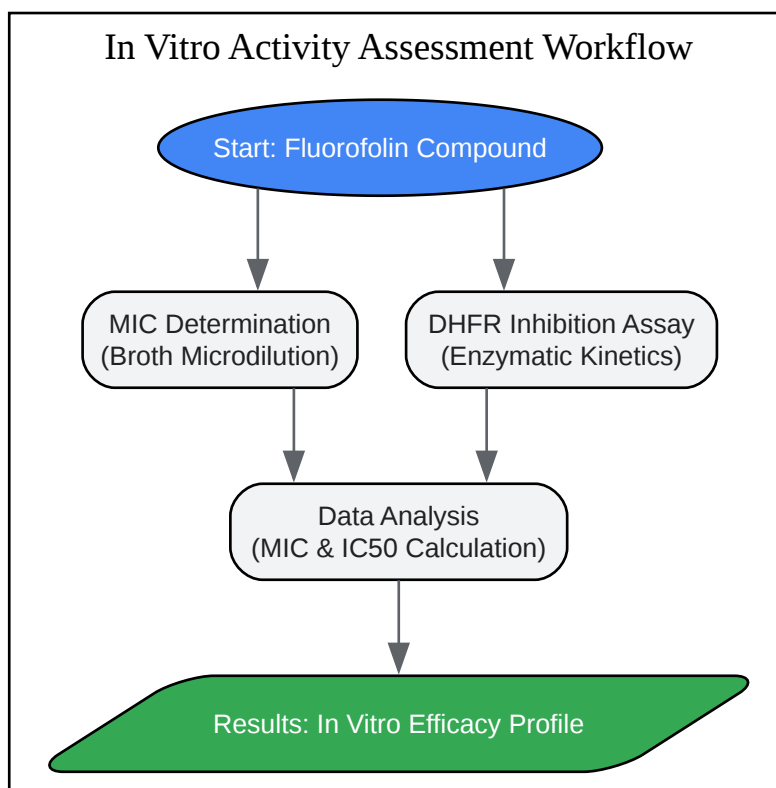 In Vitro Activity Assessment Workflow
Start: Fluorofolin Compound
MIC Determination
(Broth Microdilution)
DHFR Inhibition Assay
(Enzymatic Kinetics)
Data Analysis
(MIC & IC50 Calculation)
Results: In Vitro Efficacy Profile